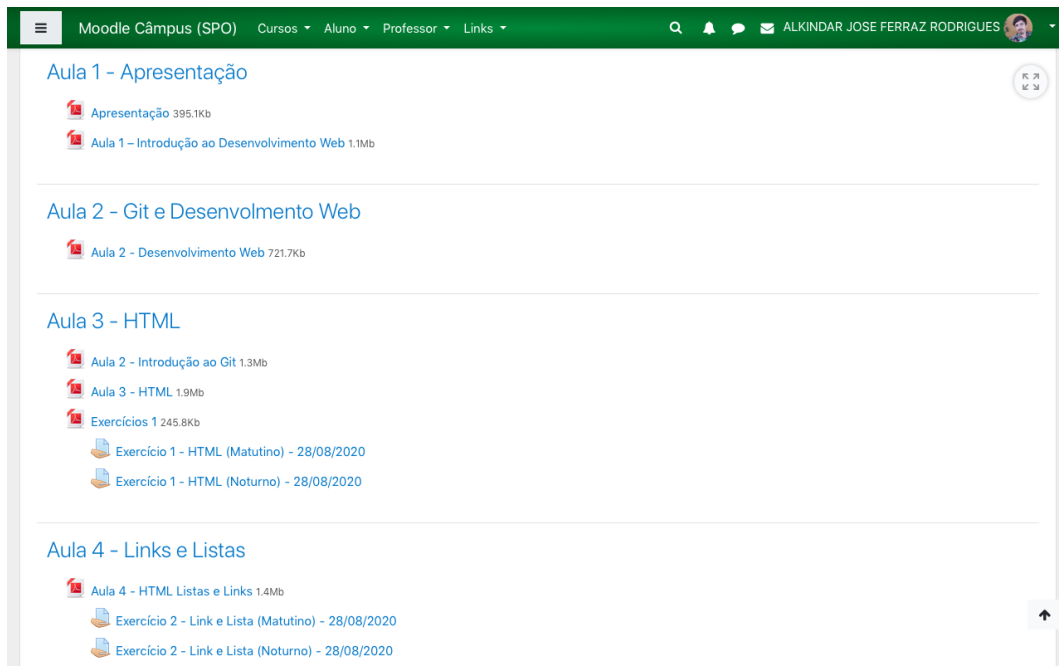 Moodle Câmpus (SPO) Cursos Aluno Professor Links ALKINDAR JOSE FERRAZ RODRIGUES
Aula 1 - Apresentação
Apresentação 395.1Kb
Aula 1 – Introdução ao Desenvolvimento Web 1.1Mb
Aula 2 - Git e Desenvolmento Web
Aula 2 - Desenvolvimento Web 721.7Kb
Aula 3 - HTML
Aula 2 - Introdução ao Git 1.3Mb
Aula 3 - HTML 1.9Mb
Exercícios 1 245.8Kb
Exercício 1 - HTML (Matutino) - 28/08/2020
Exercício 1 - HTML (Noturno) - 28/08/2020
Aula 4 - Links e Listas
Aula 4 - HTML Listas e Links 1.4Mb
Exercício 2 - Link e Lista (Matutino) - 28/08/2020
Exercício 2 - Link e Lista (Noturno) - 28/08/2020